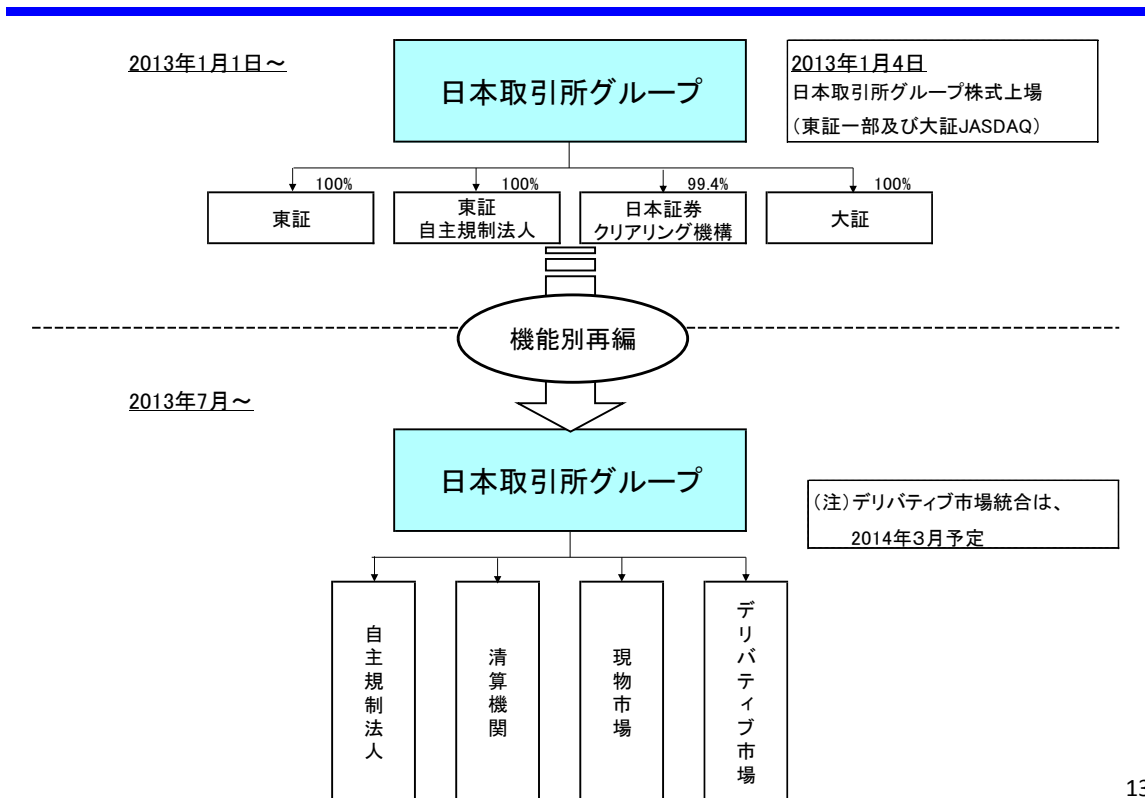 2013年1月1日～
日本取引所グループ
2013年1月4日
日本取引所グループ株式上場
（東証一部及び大証JASDAQ）
100%
100%
99.4%
100%
東証
東証
自主規制法人
日本証券
クリアリング機構
大証
機能別再編
2013年7月～
日本取引所グループ
（注）デリバティブ市場統合は、
2014年３月予定
自主規制法人
清算機関
現物市場
デリバティブ市場
13